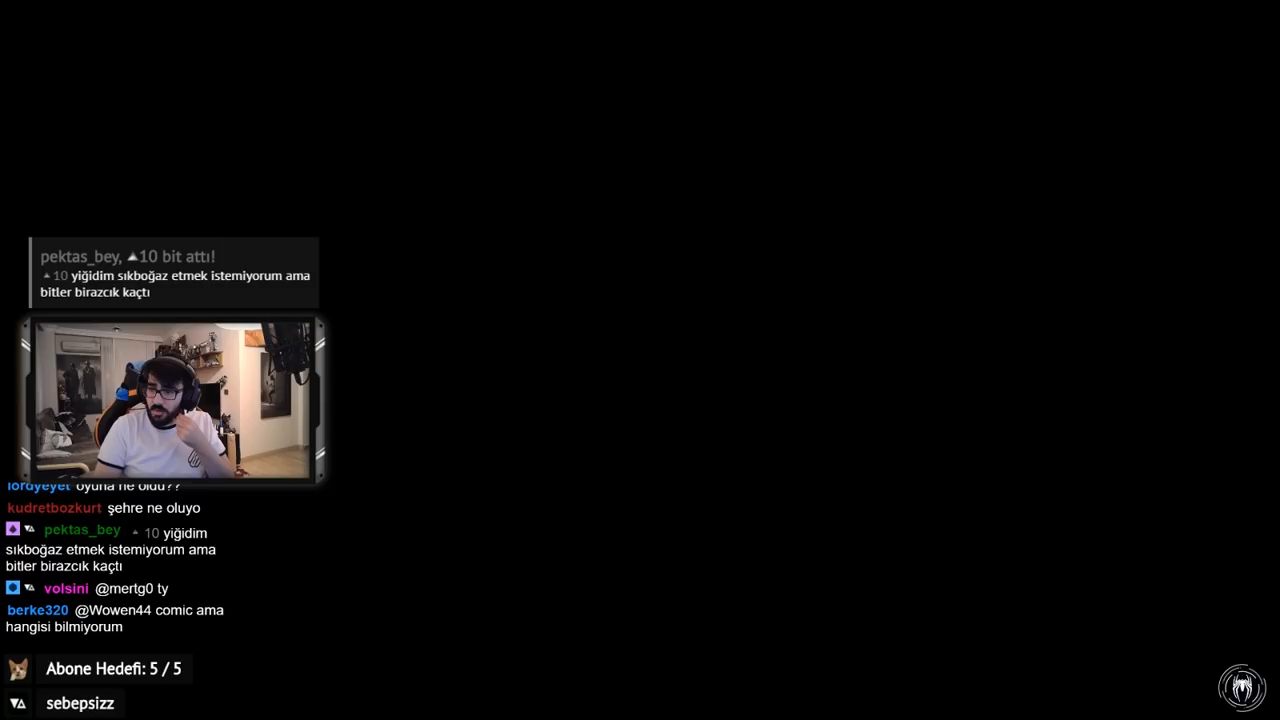 pektas_bey, 10 bit attı!
10 yiğidim sıkboğaz etmek istemiyorum ama
bitler birazcık kaçtı
lordyeyet oyuna ne oldu??
kudretbozkurt şehre ne oluyo
pektas_bey 10 yiğidim
sıkboğaz etmek istemiyorum ama
bitler birazcık kaçtı
volsini @mertg0 ty
berke320 @Wowen44 comic ama
hangisi bilmiyorum
Abone Hedefi: 5 / 5
sebepsizz